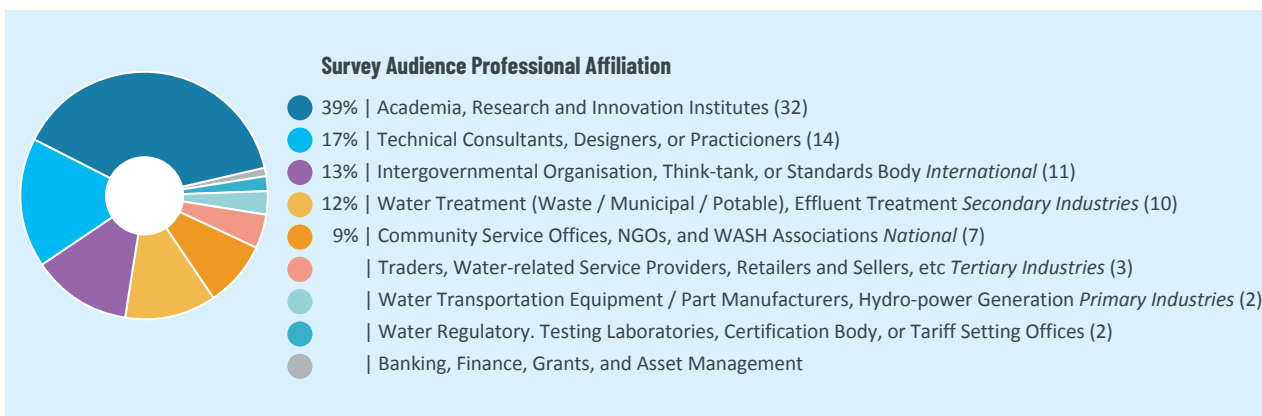 Survey Audience Professional Affiliation
39% | Academia, Research and Innovation Institutes (32)
17% | Technical Consultants, Designers, or Practicioners (14)
13% | Intergovernmental Organisation, Think-tank, or Standards Body International (11)
12% | Water Treatment (Waste / Municipal / Potable), Effluent Treatment Secondary Industries (10)
9% | Community Service Offices, NGOs, and WASH Associations National (7)
| Traders, Water-related Service Providers, Retailers and Sellers, etc Tertiary Industries (3)
| Water Transportation Equipment / Part Manufacturers, Hydro-power Generation Primary Industries (2)
| Water Regulatory. Testing Laboratories, Certification Body, or Tariff Setting Offices (2)
| Banking, Finance, Grants, and Asset Management